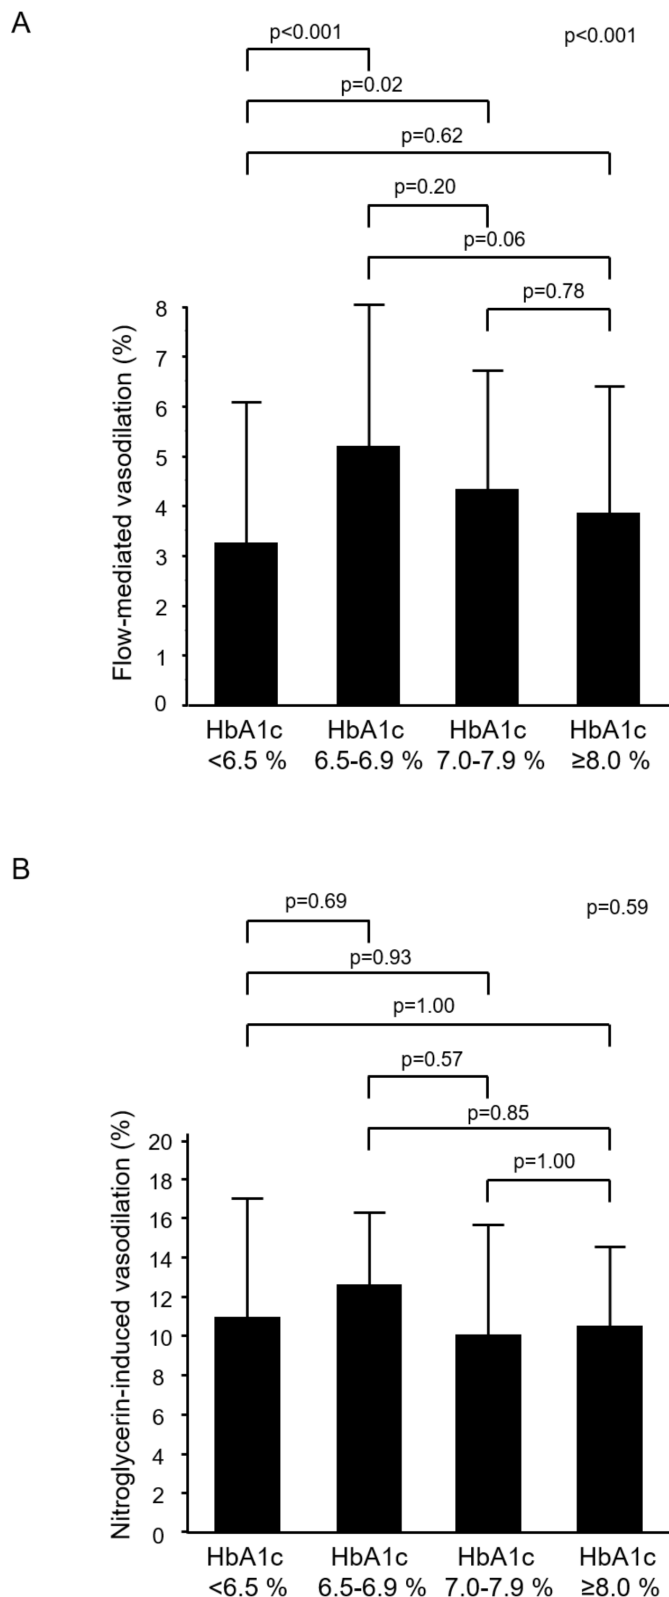 A
p<0.001
p<0.001
p=0.02
p=0.62
p=0.20
p=0.06
p=0.78
Flow-mediated vasodilation (%)
8
7
6
5
4
3
2
1
0
HbA1c <6.5 %
HbA1c 6.5-6.9 %
HbA1c 7.0-7.9 %
HbA1c ≥8.0 %
B
p=0.69
p=0.59
p=0.93
p=1.00
p=0.57
p=0.85
p=1.00
Nitroglycerin-induced vasodilation (%)
20
18
16
14
12
10
8
6
4
2
0
HbA1c <6.5 %
HbA1c 6.5-6.9 %
HbA1c 7.0-7.9 %
HbA1c ≥8.0 %